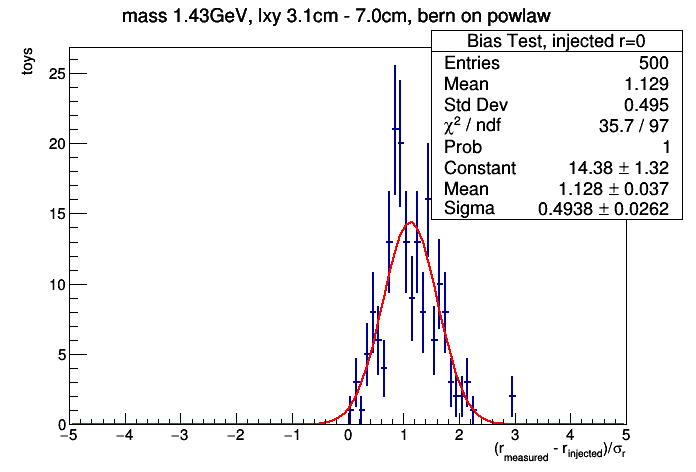 mass 1.43GeV, lxy 3.1cm - 7.0cm, bern on powlaw
toys
Bias Test, injected r=0
Entries 500
Mean 1.129
Std Dev 0.495
χ² / ndf 35.7 / 97
Prob 1
Constant 14.38 ± 1.32
Mean 1.128 ± 0.037
Sigma 0.4938 ± 0.0262
25
20
15
10
5
0
−5 −4 −3 −2 −1 0 1 2 3 4 5
(r_measured - r_injected)/σ_r